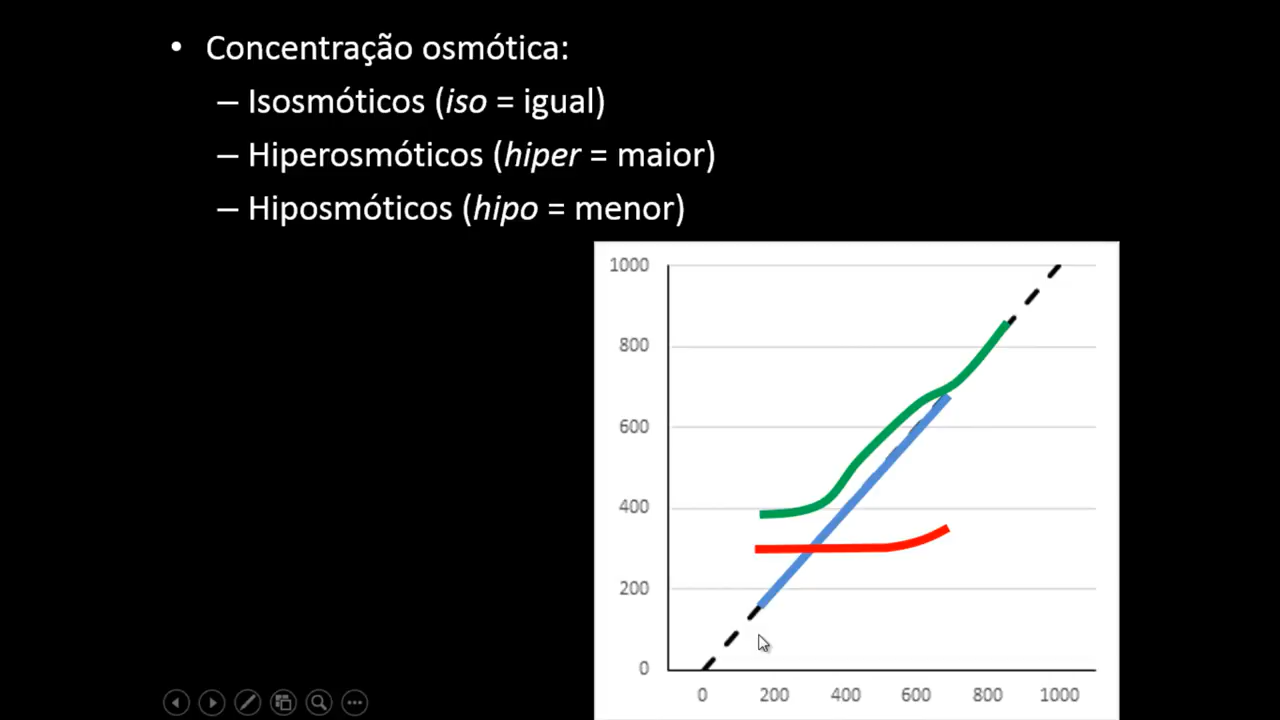 • Concentração osmótica:
– Isosmóticos (iso = igual)
– Hiperosmóticos (hiper = maior)
– Hiposmóticos (hipo = menor)
1000
800
600
400
200
0
0 200 400 600 800 1000